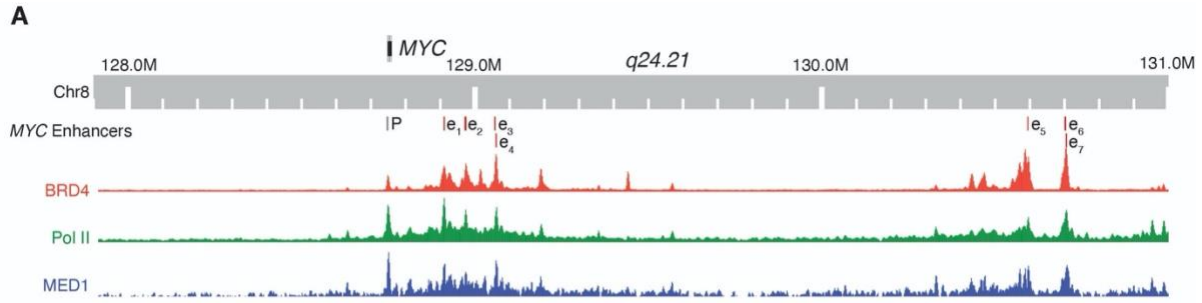 A
MYC
128.0M 129.0M q24.21 130.0M 131.0M
Chr8
MYC Enhancers P e1 e2 e3 e5 e6
e4 e7
BRD4
Pol II
MED1